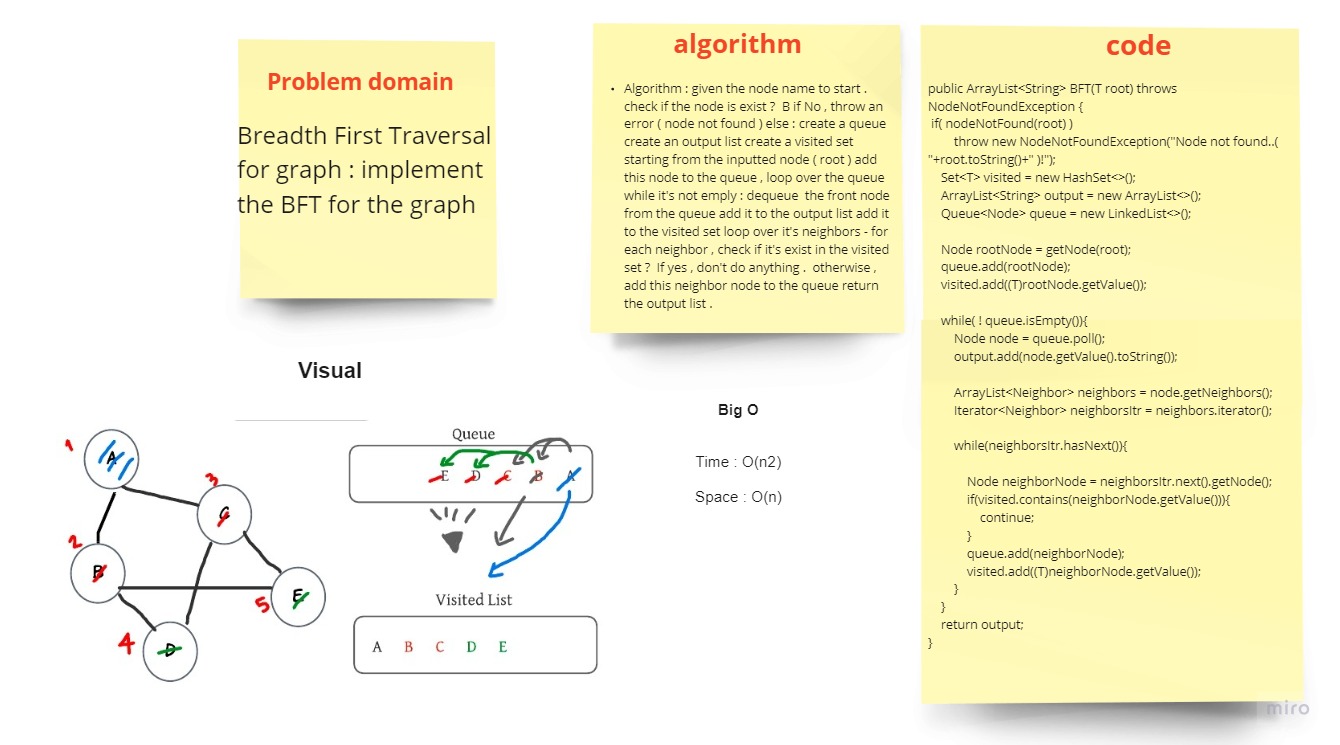 Problem domain
Breadth First Traversal
for graph : implement
the BFT for the graph
algorithm
• Algorithm : given the node name to start .
check if the node is exist ?  B if No , throw an
error ( node not found ) else : create a queue
create an output list create a visited set
starting from the inputted node ( root ) add
this node to the queue , loop over the queue
while it's not emply : dequeue  the front node
from the queue add it to the output list add it
to the visited set loop over it's neighbors - for
each neighbor , check if it's exist in the visited
set ?  If yes , don't do anything .  otherwise ,
add this neighbor node to the queue return
the output list .
code
public ArrayList<String> BFT(T root) throws
NodeNotFoundException {
if( nodeNotFound(root) )
throw new NodeNotFoundException("Node not found..(
"+root.toString()+" )!");
Set<T> visited = new HashSet<>();
ArrayList<String> output = new ArrayList<>();
Queue<Node> queue = new LinkedList<>();
Node rootNode = getNode(root);
queue.add(rootNode);
visited.add((T)rootNode.getValue());
while( ! queue.isEmpty()){
Node node = queue.poll();
output.add(node.getValue().toString());
ArrayList<Neighbor> neighbors = node.getNeighbors();
Iterator<Neighbor> neighborsItr = neighbors.iterator();
while(neighborsItr.hasNext()){
Node neighborNode = neighborsItr.next().getNode();
if(visited.contains(neighborNode.getValue())){
continue;
}
queue.add(neighborNode);
visited.add((T)neighborNode.getValue());
}
}
return output;
}
Visual
1
A
3
C
2
B
5
E
4
D
Queue
E D C B A
Visited List
A B C D E
Big O
Time : O(n2)
Space : O(n)
miro